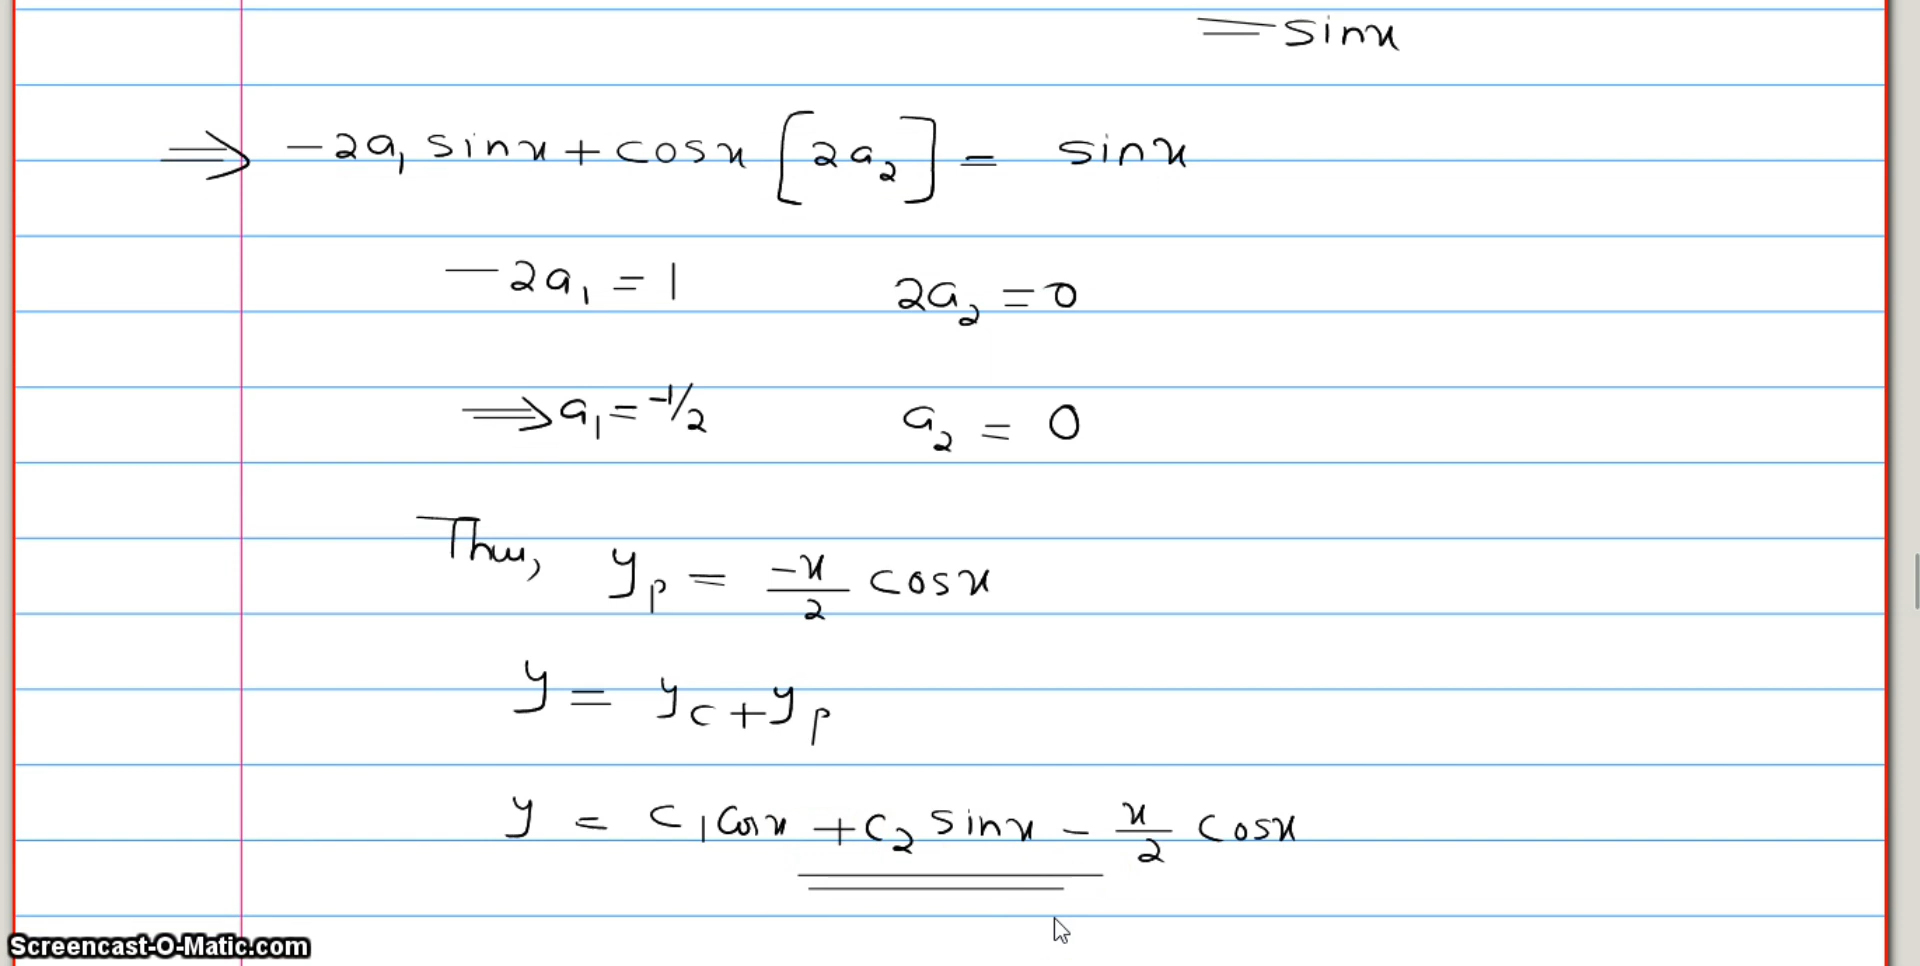 = sinx
⇒ -2a₁ sinx + cosx [2a₂] = sinx
-2a₁ = 1 2a₂ = 0
⇒ a₁ = -1/2 a₂ = 0
Thus, yₚ = -x/2 cosx
y = y_c + yₚ
y = c₁ cosx + c₂ sinx - x/2 cosx
Screencast-O-Matic.com